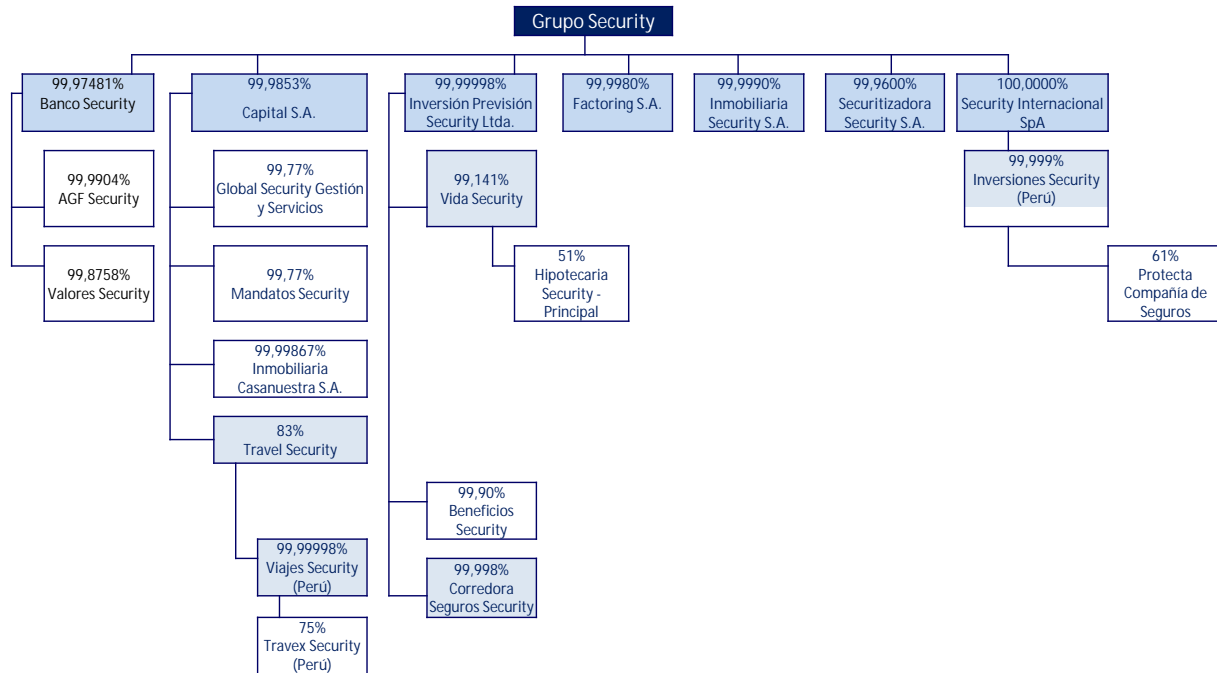 Grupo Security
99,97481%
Banco Security
99,9904%
AGF Security
99,8758%
Valores Security
99,9853%
Capital S.A.
99,77%
Global Security Gestión
y Servicios
99,77%
Mandatos Security
99,99867%
Inmobiliaria
Casanuestra S.A.
83%
Travel Security
99,99998%
Viajes Security
(Perú)
75%
Travex Security
(Perú)
99,99998%
Inversión Previsión
Security Ltda.
99,141%
Vida Security
51%
Hipotecaria
Security -
Principal
99,90%
Beneficios
Security
99,998%
Corredora
Seguros Security
99,9980%
Factoring S.A.
99,9990%
Inmobiliaria
Security S.A.
99,9600%
Securitizadora
Security S.A.
100,0000%
Security Internacional
SpA
99,999%
Inversiones Security
(Perú)
61%
Protecta
Compañía de
Seguros